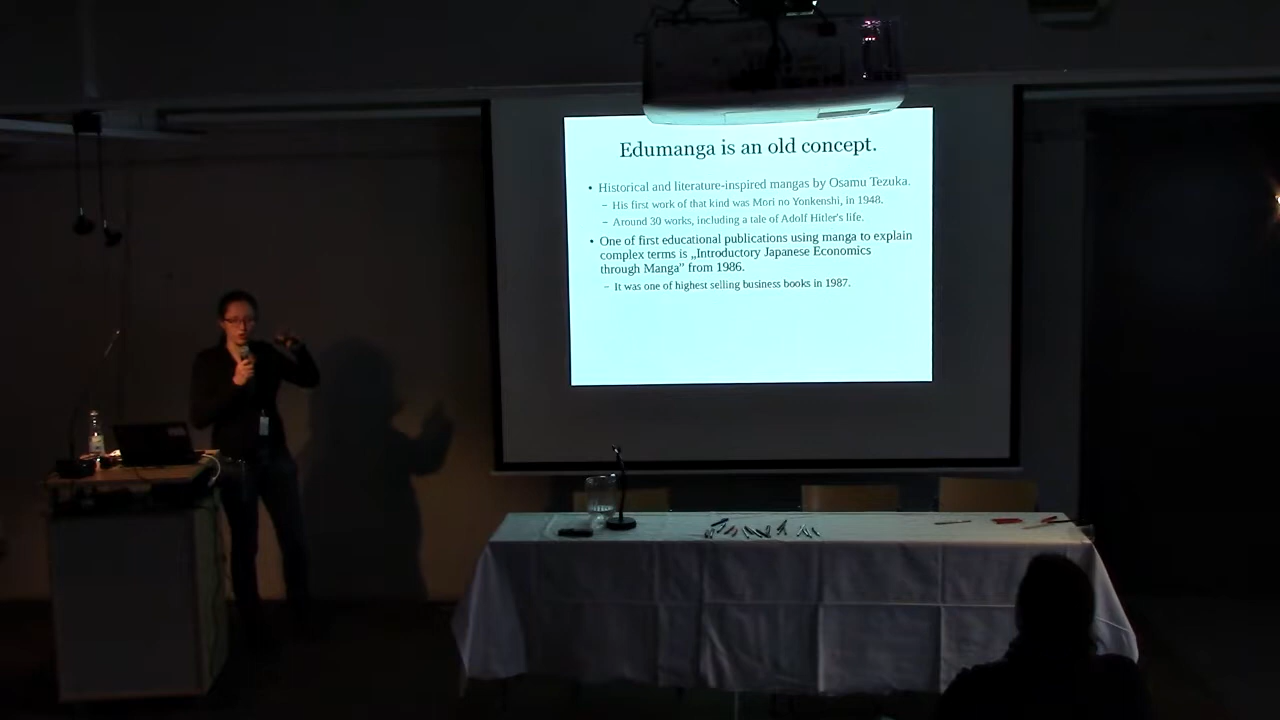 Edumanga is an old concept.
• Historical and literature-inspired mangas by Osamu Tezuka.
– His first work of that kind was Mori no Yonkenshi, in 1948.
– Around 30 works, including a tale of Adolf Hitler's life.
• One of first educational publications using manga to explain
complex terms is „Introductory Japanese Economics
through Manga” from 1986.
– It was one of highest selling business books in 1987.